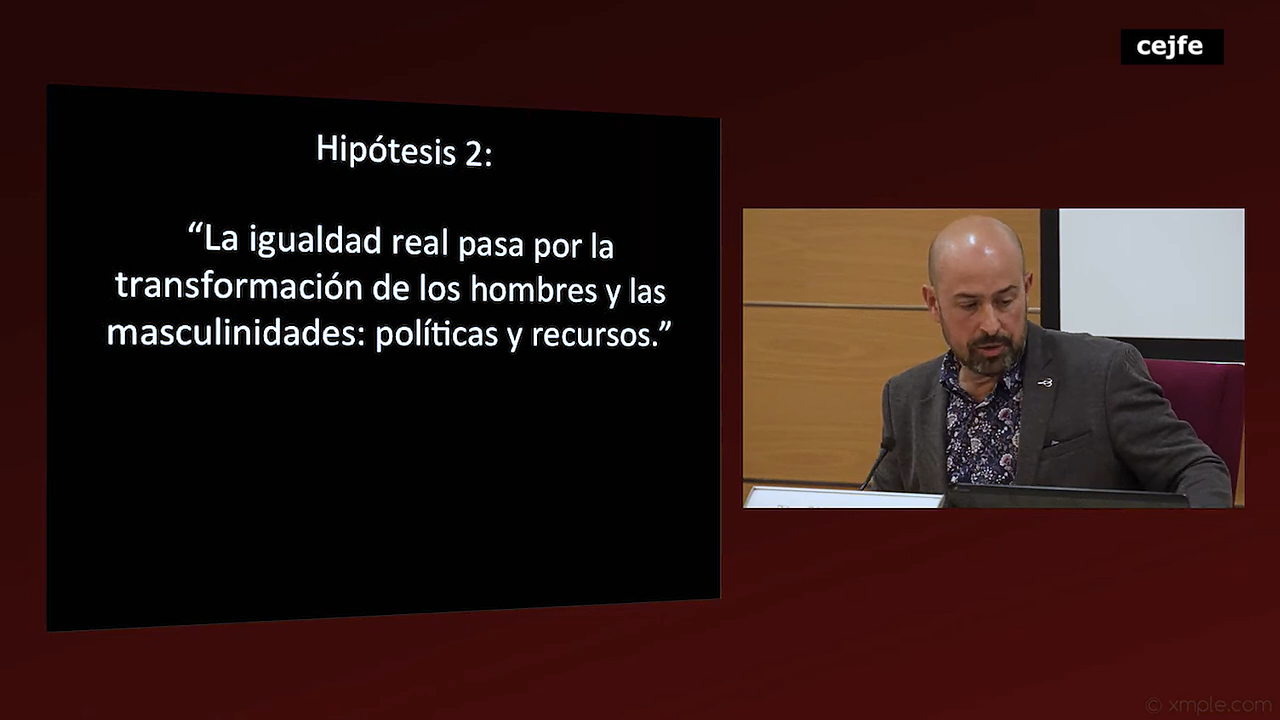 cejfe
Hipótesis 2:
“La igualdad real pasa por la
transformación de los hombres y las
masculinidades: políticas y recursos.”
© xmple.com